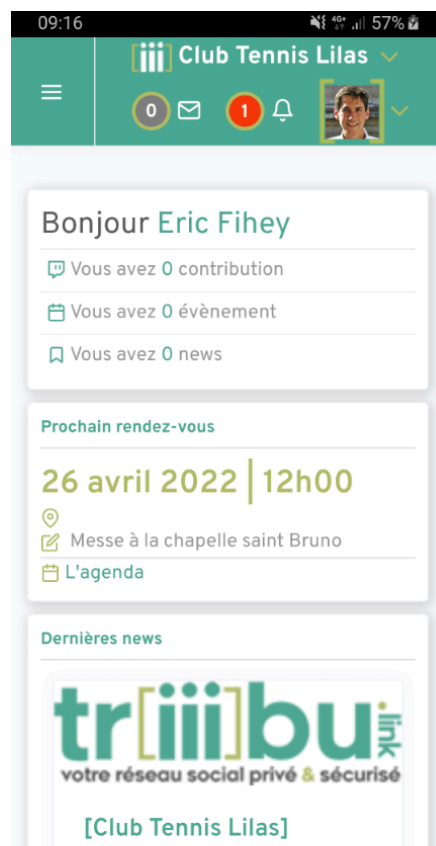 09:16
4G+ 57%
[iii] Club Tennis Lilas
0 1
Bonjour Eric Fihey
Vous avez 0 contribution
Vous avez 0 évènement
Vous avez 0 news
Prochain rendez-vous
26 avril 2022 | 12h00
Messe à la chapelle saint Bruno
L'agenda
Dernières news
tr[iii]bu.link
votre réseau social privé & sécurisé
[Club Tennis Lilas]